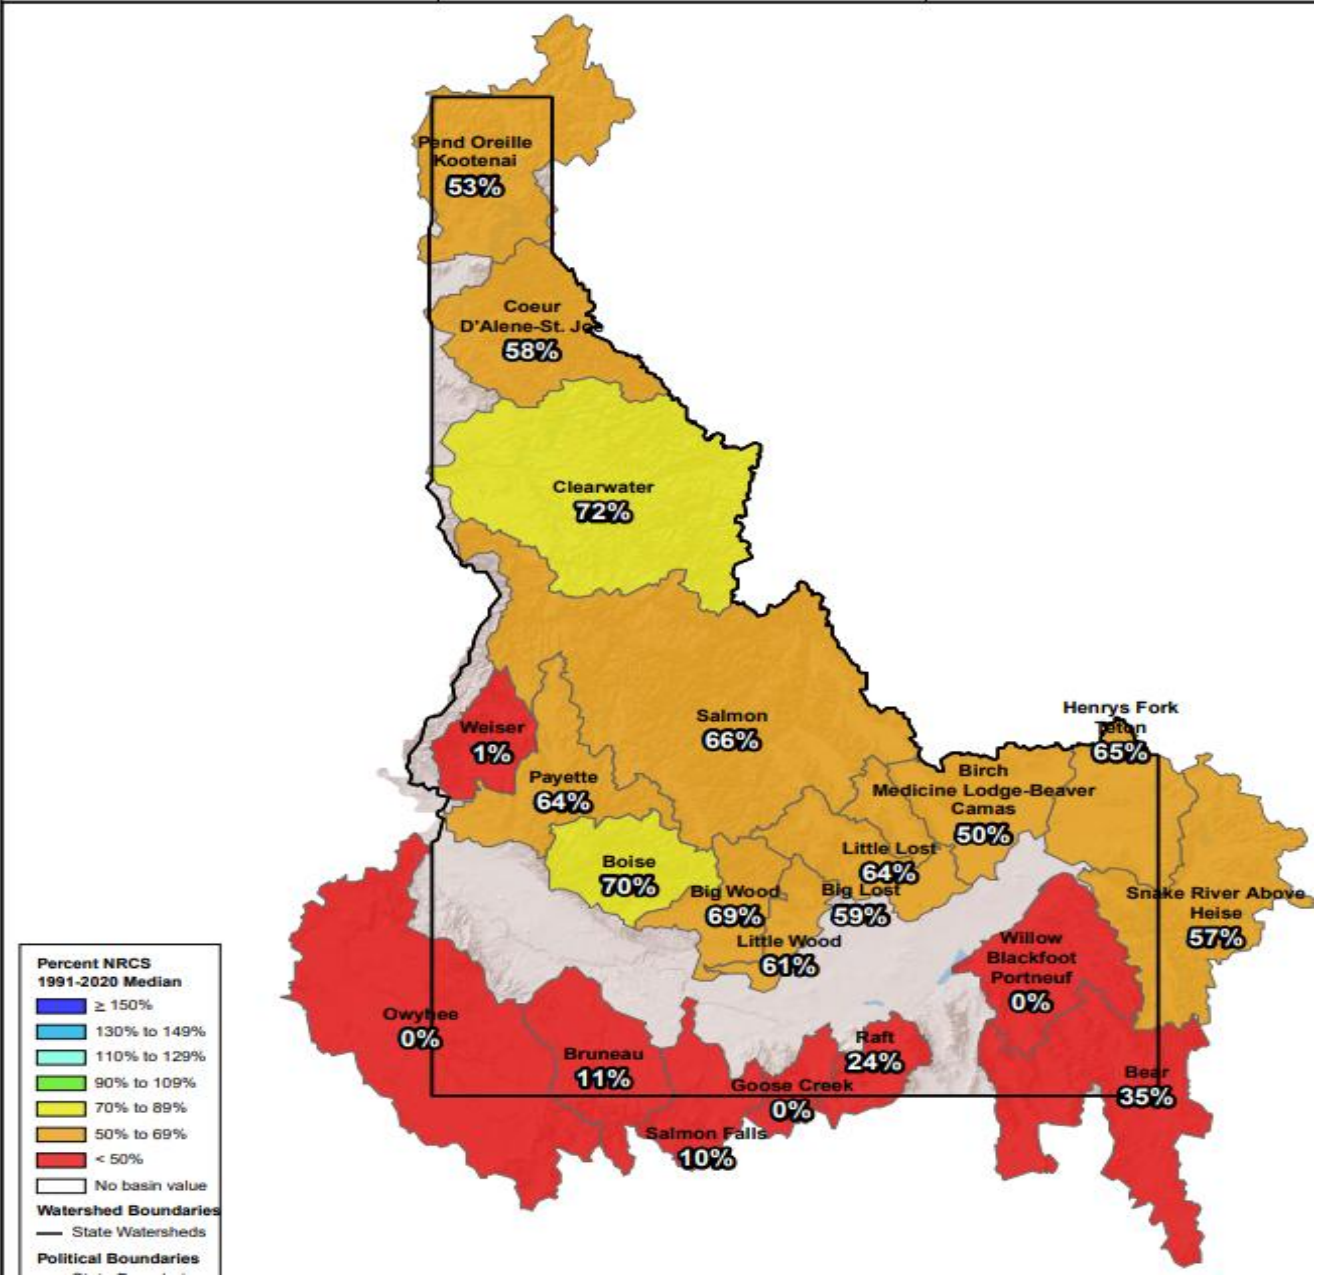 Pend Oreille
Kootenai
53%
Coeur
D'Alene-St. Joe
58%
Clearwater
72%
Salmon
66%
Weiser
1%
Payette
64%
Henrys Fork
Teton
65%
Birch
Medicine Lodge-Beaver
Camas
50%
Little Lost
64%
Boise
70%
Big Wood
69%
Big Lost
59%
Snake River Above
Heise
57%
Little Wood
61%
Willow
Blackfoot
Portneuf
0%
Owyhee
0%
Bruneau
11%
Raft
24%
Goose Creek
0%
Bear
35%
Salmon Falls
10%
Percent NRCS
1991-2020 Median
≥ 150%
130% to 149%
110% to 129%
90% to 109%
70% to 89%
50% to 69%
< 50%
No basin value
Watershed Boundaries
State Watersheds
Political Boundaries